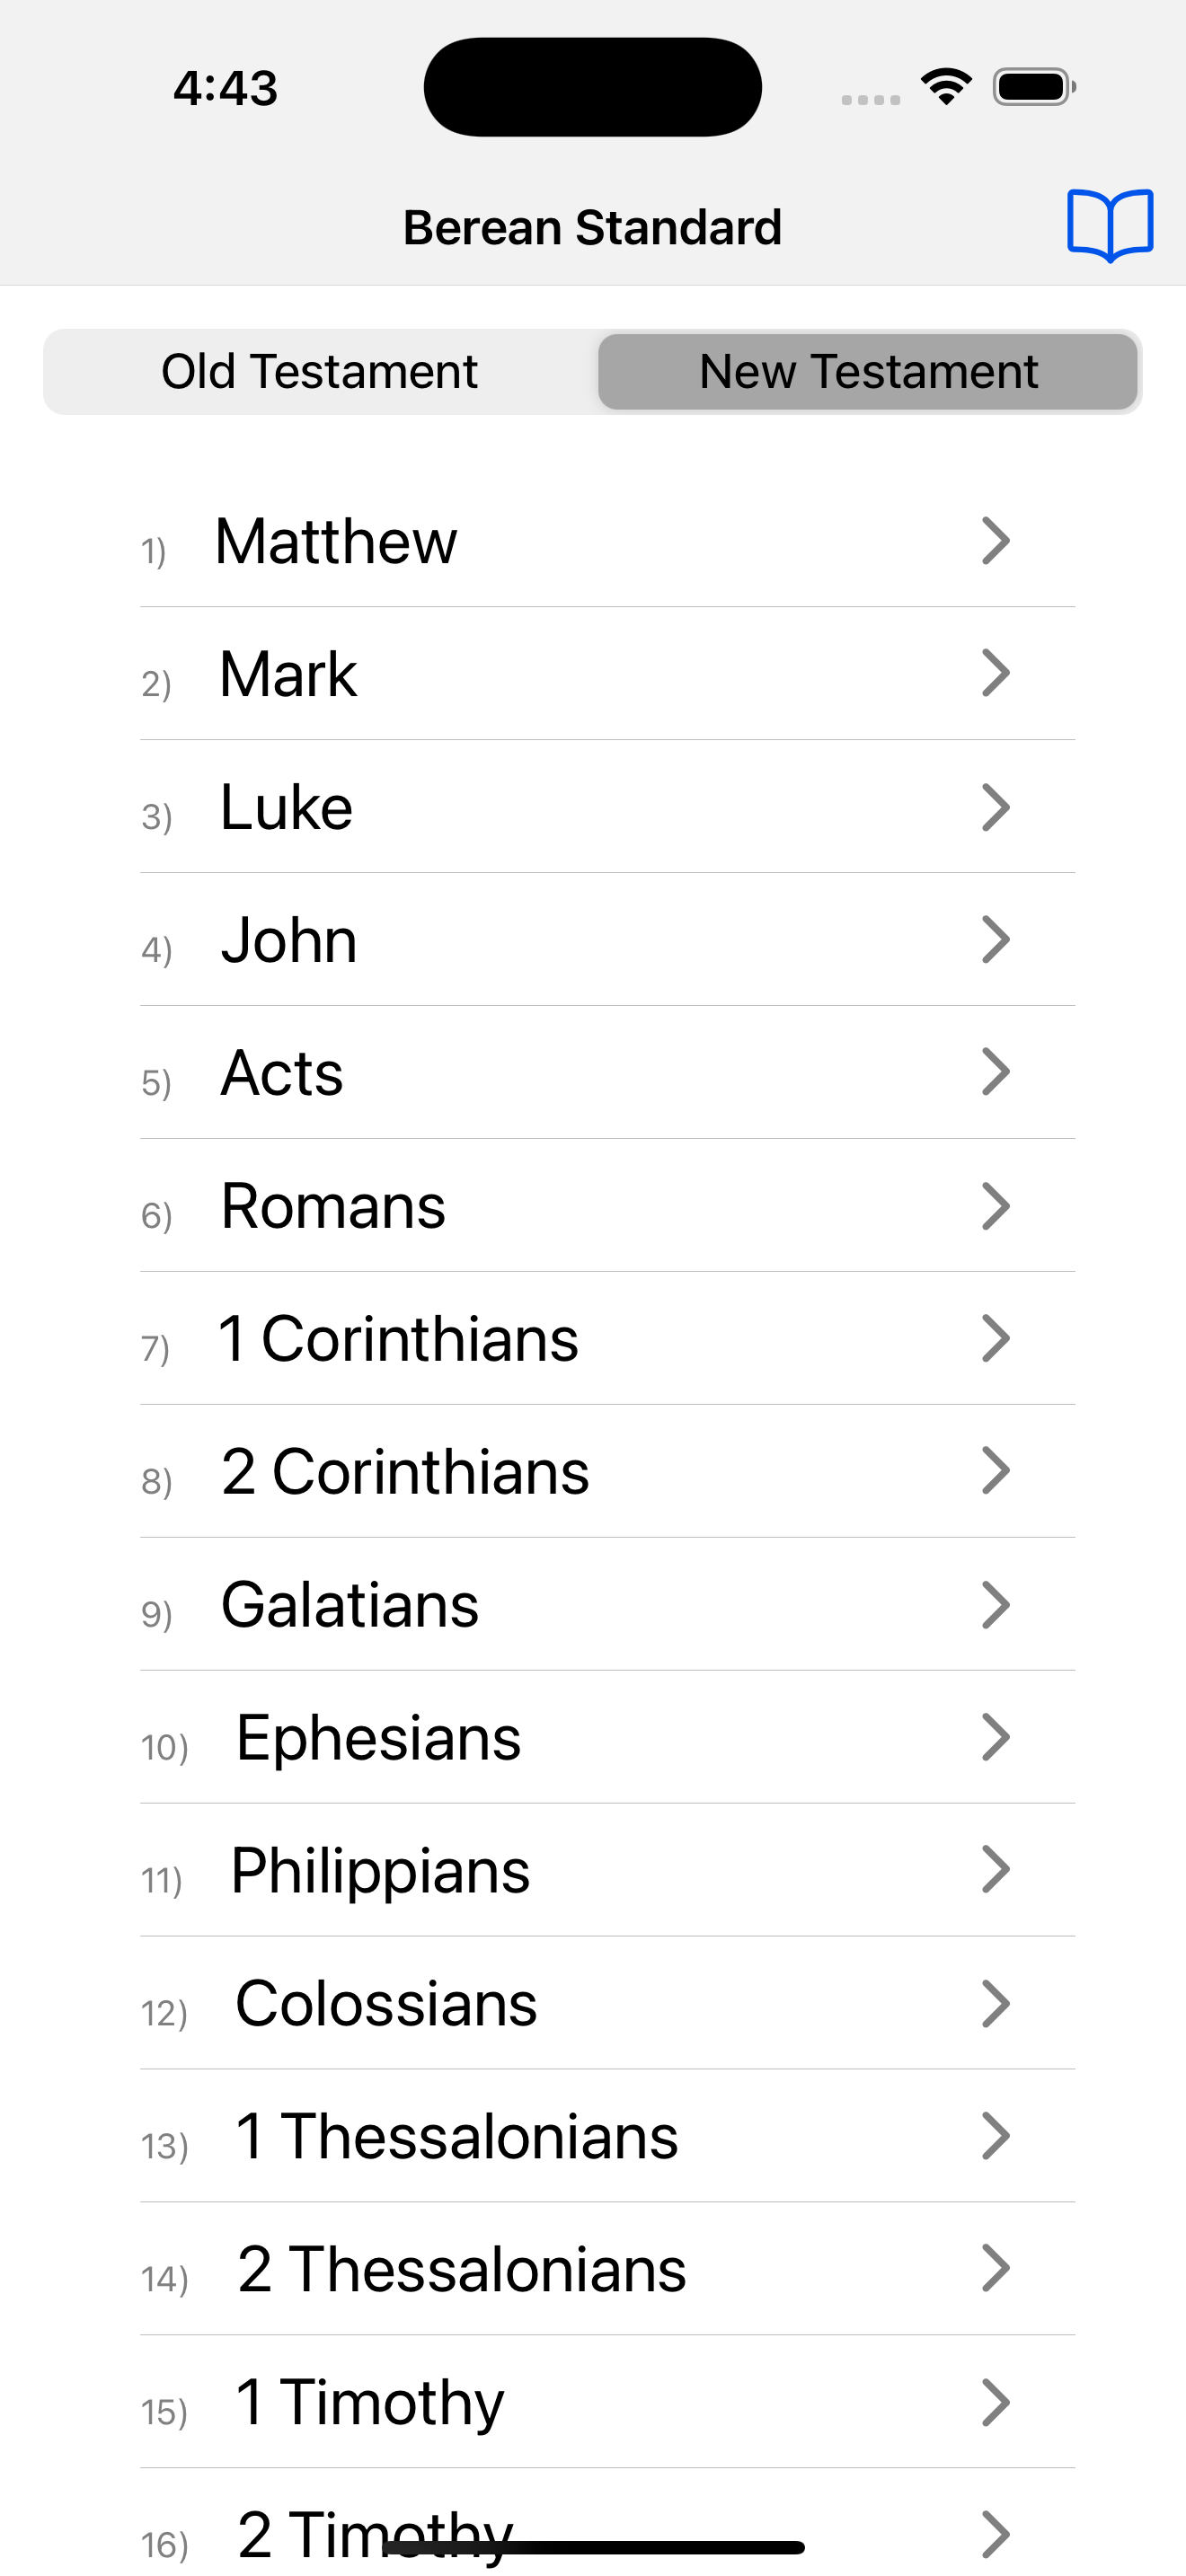 4:43
Berean Standard
Old Testament New Testament
1) Matthew
2) Mark
3) Luke
4) John
5) Acts
6) Romans
7) 1 Corinthians
8) 2 Corinthians
9) Galatians
10) Ephesians
11) Philippians
12) Colossians
13) 1 Thessalonians
14) 2 Thessalonians
15) 1 Timothy
16) 2 Timothy